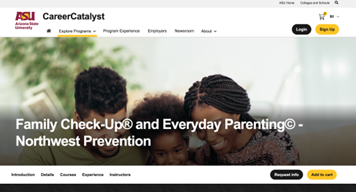 ASU Home
Colleges and Schools
ASU
Arizona State
University
CareerCatalyst
Explore Programs
Program Experience
Employers
Newsroom
About
Login
Sign Up
Family Check-Up® and Everyday Parenting© -
Northwest Prevention
Introduction
Details
Courses
Experience
Instructors
Request info
Add to cart